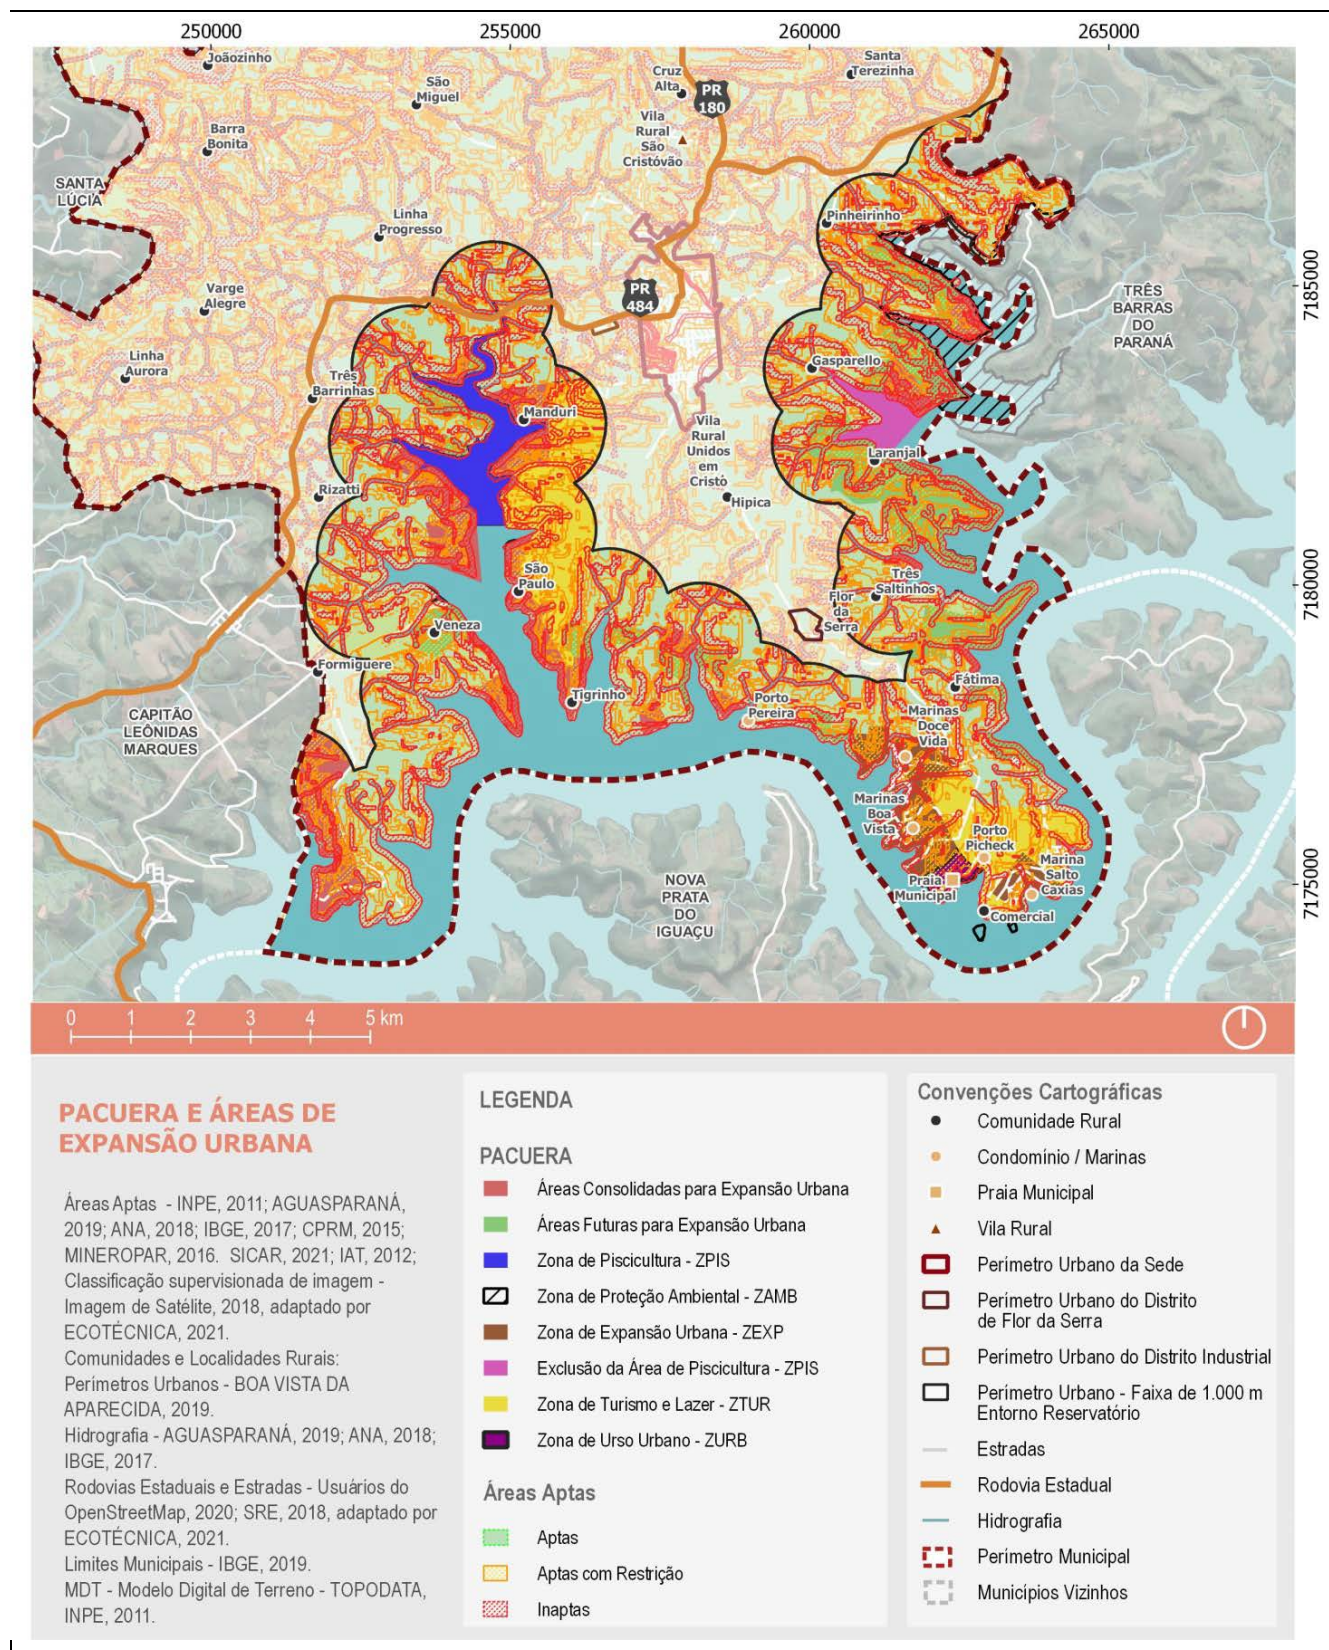 250000
255000
260000
265000
Joãozinho
São
Miguel
Cruz
Alta
Santa
Terezinha
PR
180
Barra
Bonita
Vila
Rural
São
Cristóvão
SANTA
LÚCIA
Linha
Progresso
Pinheirinho
7185000
Varge
Alegre
PR
484
TRÊS
BARRAS
DO
PARANÁ
Linha
Aurora
Três
Barrinhas
Gasparello
Manduri
Vila
Rural
Unidos
em
Cristo
Laranjal
Rizatti
Hipica
São
Paulo
Três
Saltinhos
7180000
Flor
da
Serra
Veneza
Formiguere
Fátima
Tigrinho
Porto
Pereira
Marinas
Doce
Vida
CAPITÃO
LEÔNIDAS
MARQUES
Marinas
Boa
Vista
Porto
Picheck
Marina
Salto
Caxias
Praia
Municipal
Comercial
NOVA
PRATA
DO
IGUAÇU
7175000
0 1 2 3 4 5 km
PACUERA E ÁREAS DE
EXPANSÃO URBANA
Áreas Aptas - INPE, 2011; AGUASPARANÁ,
2019; ANA, 2018; IBGE, 2017; CPRM, 2015;
MINEROPAR, 2016. SICAR, 2021; IAT, 2012;
Classificação supervisionada de imagem -
Imagem de Satélite, 2018, adaptado por
ECOTÉCNICA, 2021.
Comunidades e Localidades Rurais:
Perímetros Urbanos - BOA VISTA DA
APARECIDA, 2019.
Hidrografia - AGUASPARANÁ, 2019; ANA, 2018;
IBGE, 2017.
Rodovias Estaduais e Estradas - Usuários do
OpenStreetMap, 2020; SRE, 2018, adaptado por
ECOTÉCNICA, 2021.
Limites Municipais - IBGE, 2019.
MDT - Modelo Digital de Terreno - TOPODATA,
INPE, 2011.
LEGENDA
PACUERA
Áreas Consolidadas para Expansão Urbana
Áreas Futuras para Expansão Urbana
Zona de Piscicultura - ZPIS
Zona de Proteção Ambiental - ZAMB
Zona de Expansão Urbana - ZEXP
Exclusão da Área de Piscicultura - ZPIS
Zona de Turismo e Lazer - ZTUR
Zona de Urso Urbano - ZURB
Áreas Aptas
Aptas
Aptas com Restrição
Inaptas
Convenções Cartográficas
Comunidade Rural
Condomínio / Marinas
Praia Municipal
Vila Rural
Perímetro Urbano da Sede
Perímetro Urbano do Distrito
de Flor da Serra
Perímetro Urbano do Distrito Industrial
Perímetro Urbano - Faixa de 1.000 m
Entorno Reservatório
Estradas
Rodovia Estadual
Hidrografia
Perímetro Municipal
Municípios Vizinhos